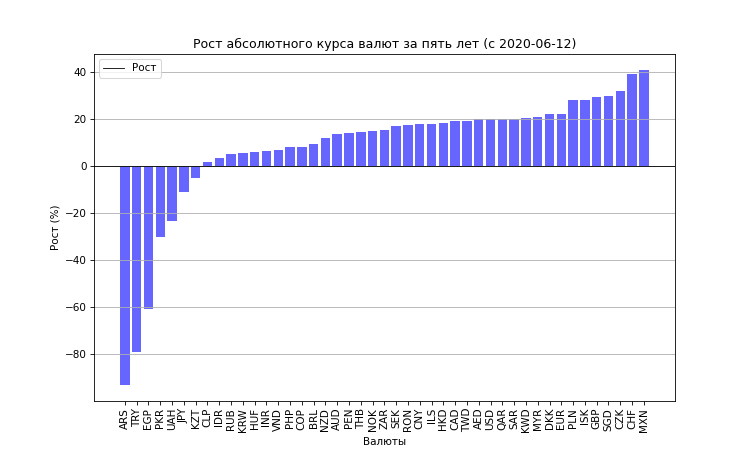 Рост абсолютного курса валют за пять лет (с 2020-06-12)
Рост
40
20
0
−20
−40
−60
−80
Рост (%)
ARS TRY EGP PKR UAH JPY KZT CLP IDR RUB KRW HUF INR VND PHP COP BRL NZD AUD PEN THB NOK ZAR SEK RON CNY ILS HKD CAD TWD AED USD QAR SAR KWD MYR DKK EUR PLN ISK GBP SGD CZK CHF MXN
Валюты